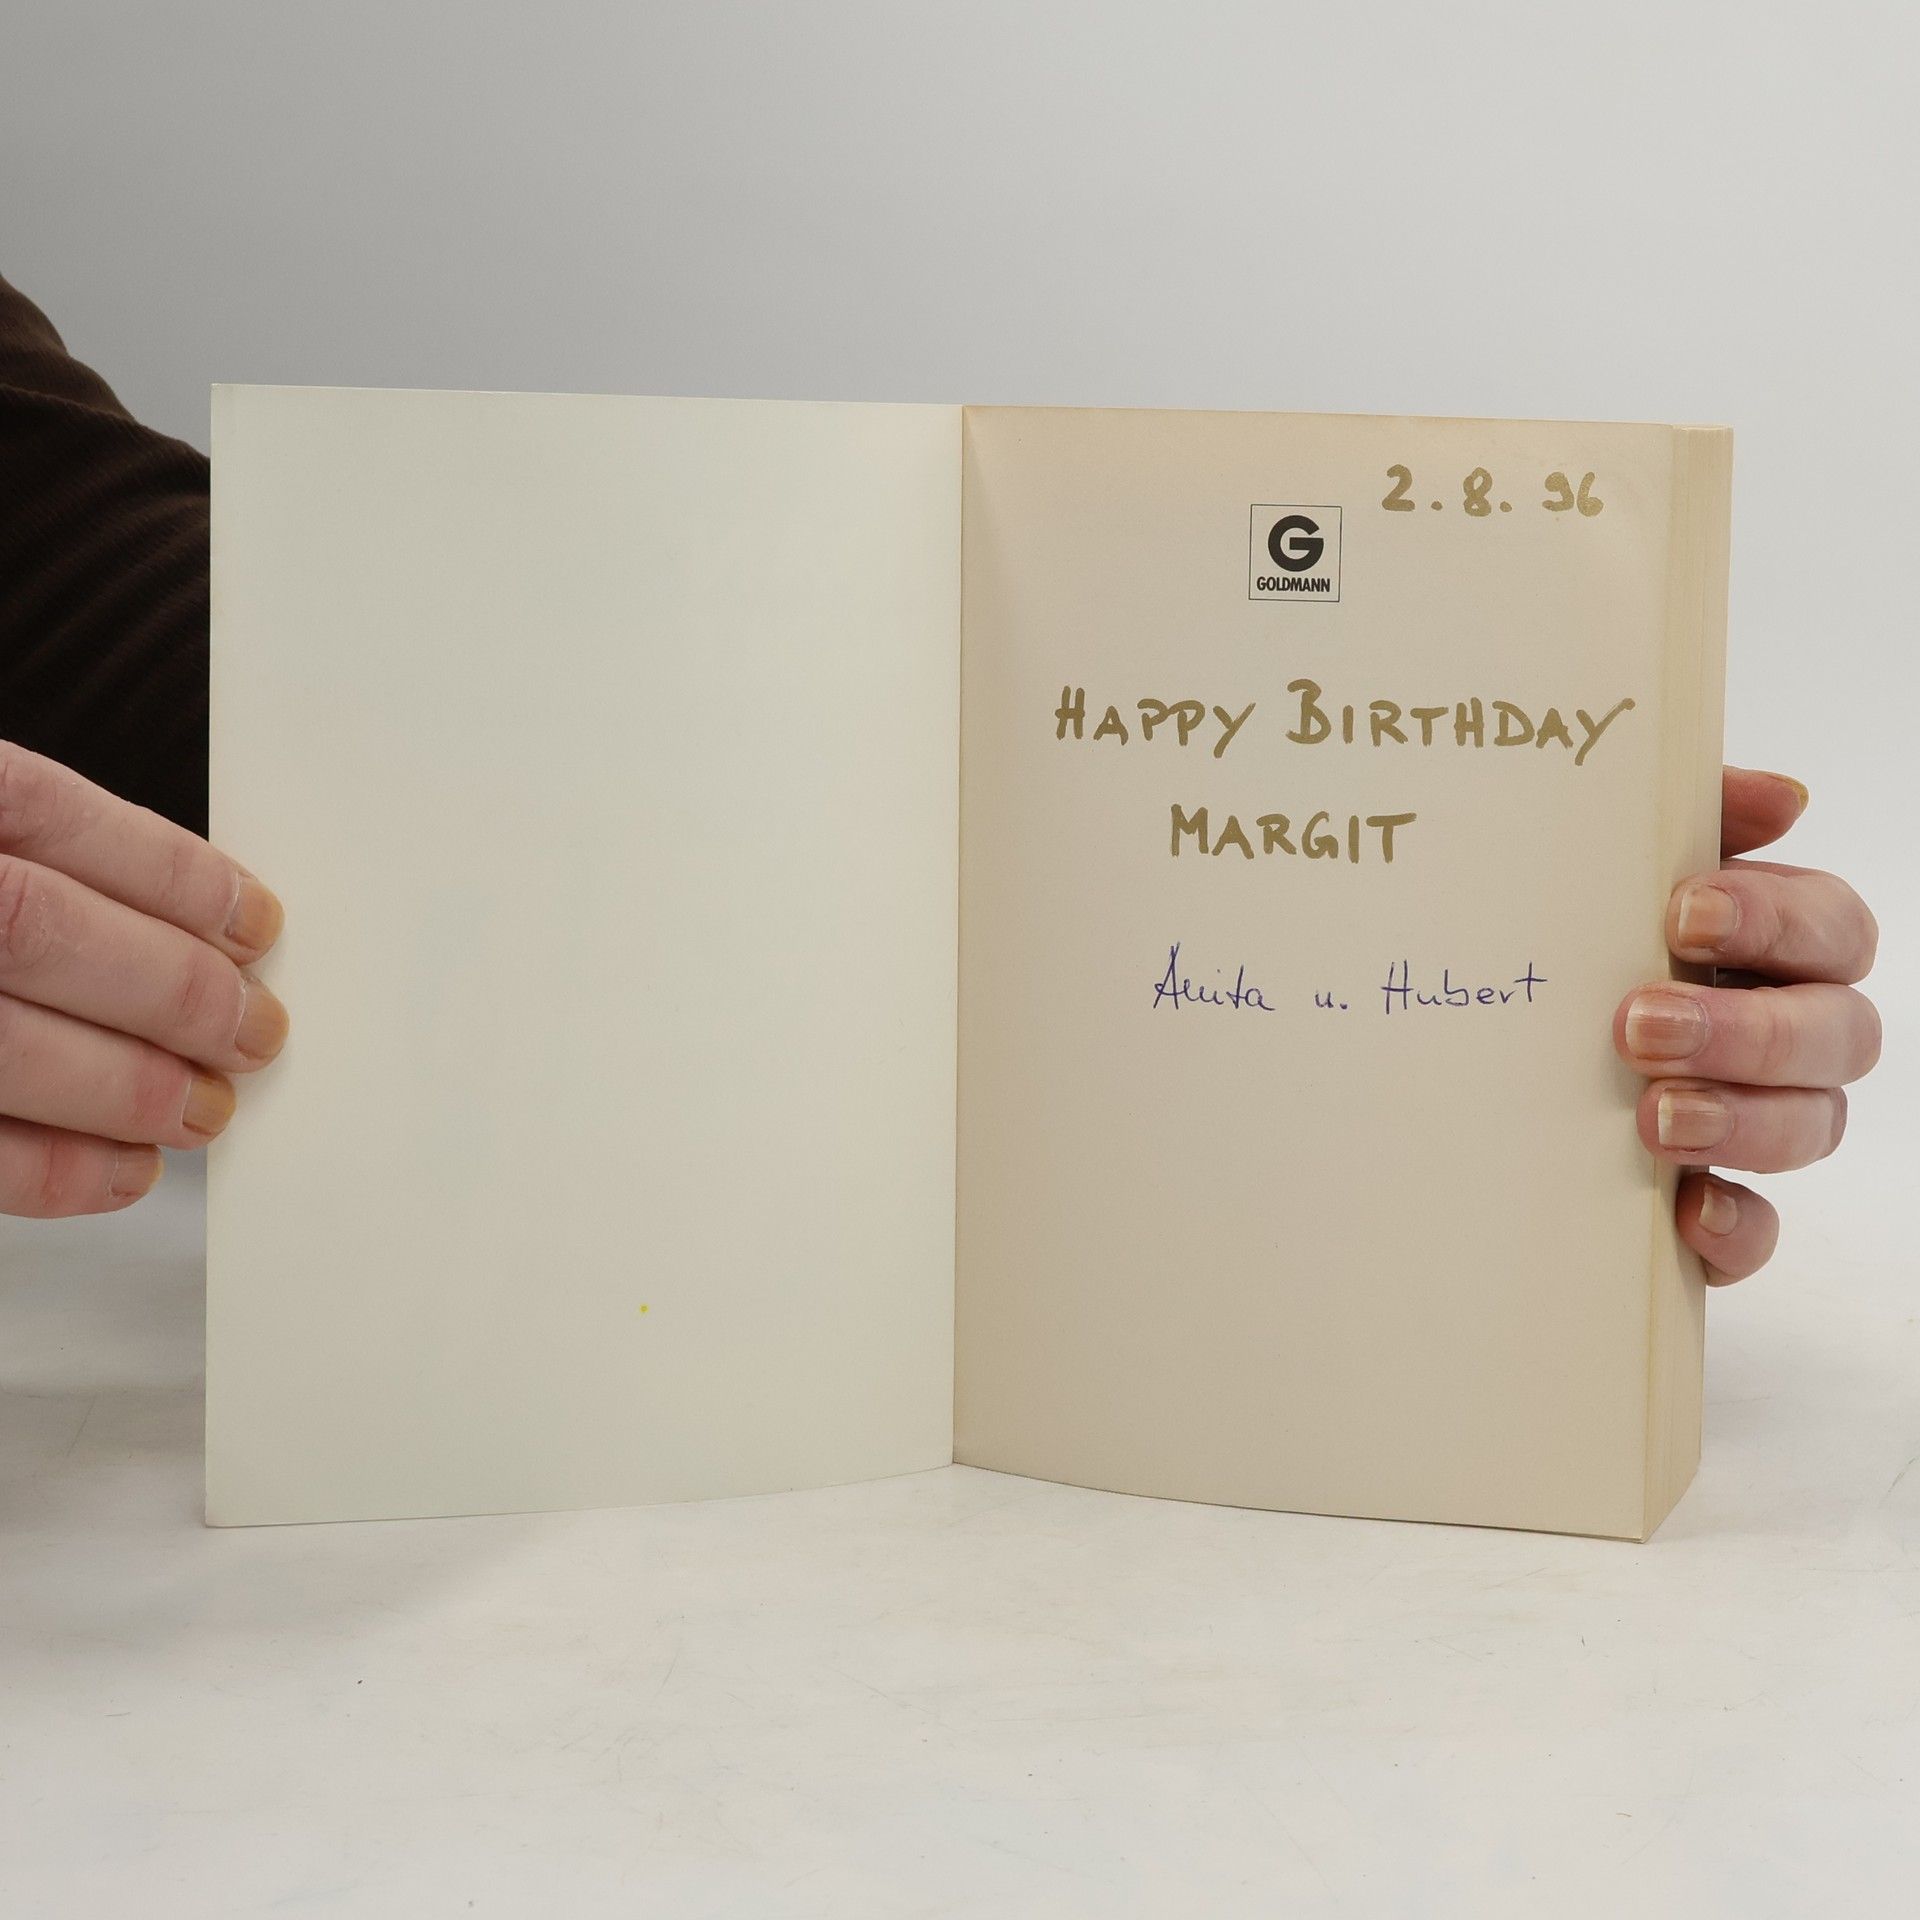 2. 8. 96
G
GOLDMANN
HAPPY BIRTHDAY
MARGIT
Anita u. Hubert